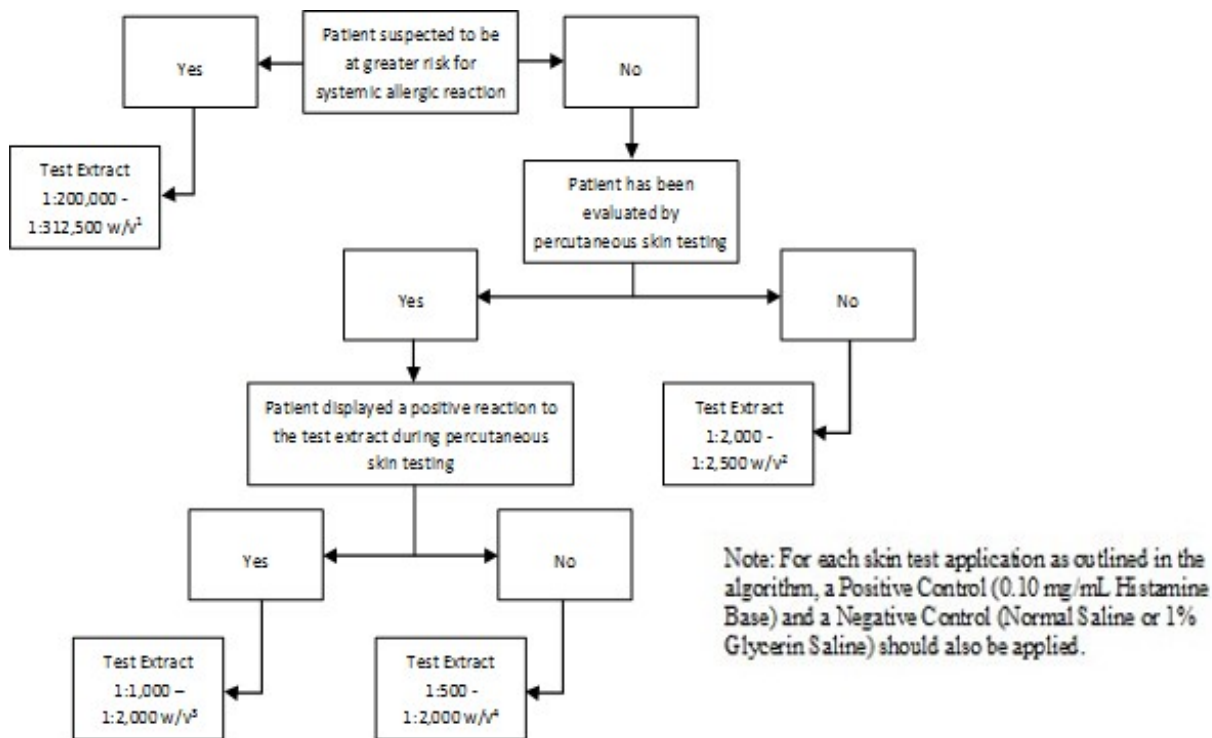 Patient suspected to be
at greater risk for
systemic allergic reaction
Yes
No
Test Extract
1:200,000 -
1:312,500 w/v¹
Patient has been
evaluated by
percutaneous skin testing
Yes
No
Patient displayed a positive reaction to
the test extract during percutaneous
skin testing
Test Extract
1:2,000 -
1:2,500 w/v²
Yes
No
Test Extract
1:1,000 –
1:2,000 w/v³
Test Extract
1:500 -
1:2,000 w/v⁴
Note: For each skin test application as outlined in the
algorithm, a Positive Control (0.10 mg/mL Histamine
Base) and a Negative Control (Normal Saline or 1%
Glycerin Saline) should also be applied.